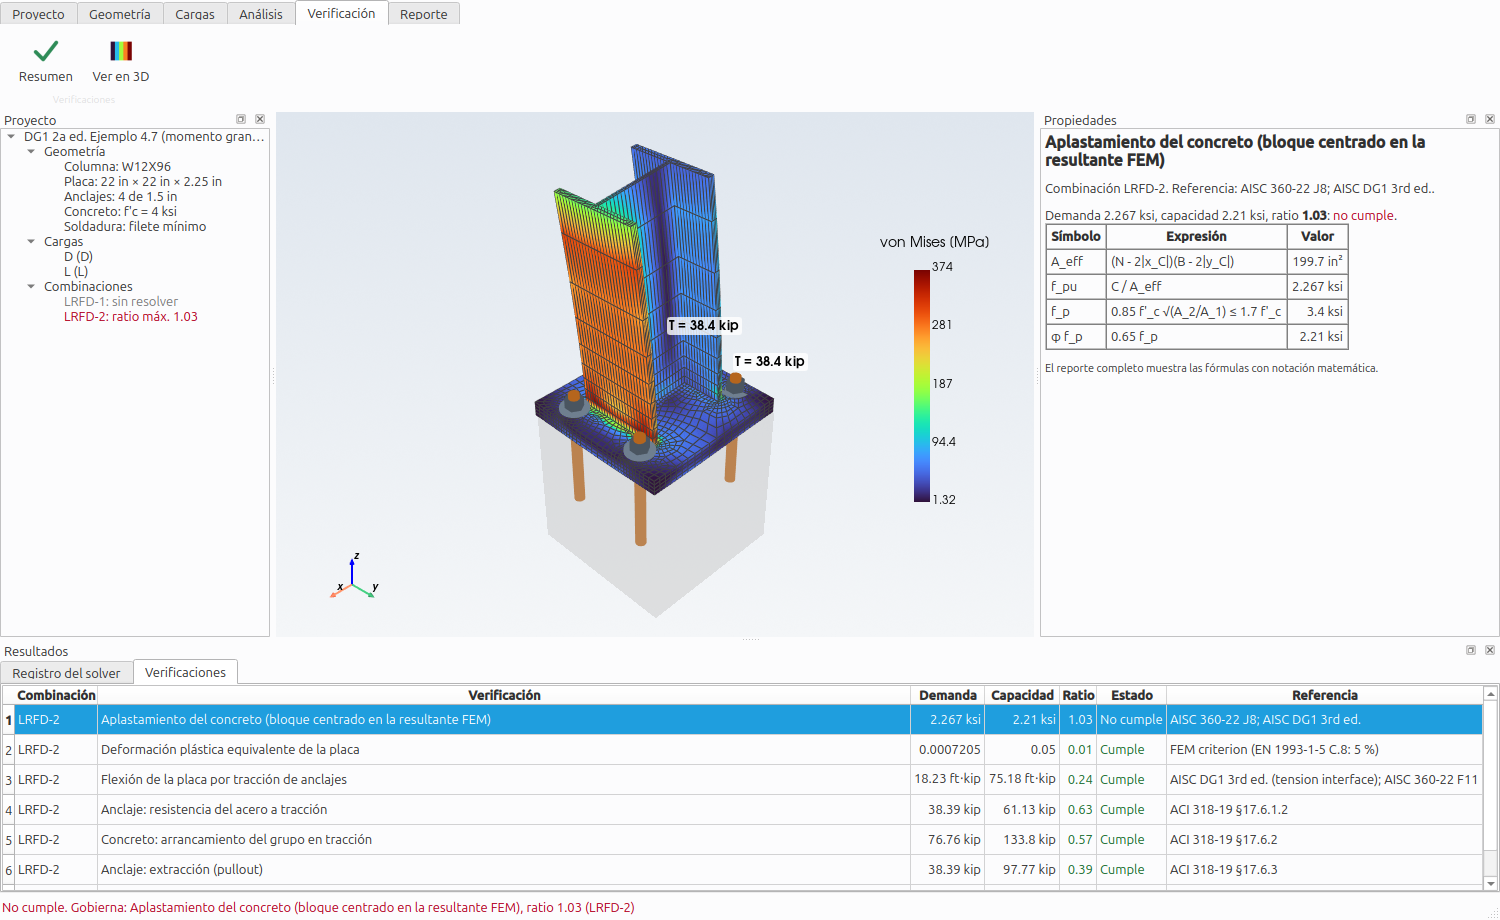 Proyecto
Geometría
Cargas
Análisis
Verificación
Reporte
Resumen
Ver en 3D
Verificaciones
Proyecto
DG1 2a ed. Ejemplo 4.7 (momento gran...
Geometría
Columna: W12X96
Placa: 22 in × 22 in × 2.25 in
Anclajes: 4 de 1.5 in
Concreto: f'c = 4 ksi
Soldadura: filete mínimo
Cargas
D (D)
L (L)
Combinaciones
LRFD-1: sin resolver
LRFD-2: ratio máx. 1.03
von Mises [MPa]
374
281
187
94.4
1.32
T = 38.4 kip
T = 38.4 kip
z
x
y
Propiedades
Aplastamiento del concreto (bloque centrado en la
resultante FEM)
Combinación LRFD-2. Referencia: AISC 360-22 J8; AISC DG1 3rd ed..
Demanda 2.267 ksi, capacidad 2.21 ksi, ratio 1.03: no cumple.
Símbolo Expresión Valor
A_eff (N - 2|x_C|)(B - 2|y_C|) 199.7 in²
f_pu C / A_eff 2.267 ksi
f_p 0.85 f'_c √(A_2/A_1) ≤ 1.7 f'_c 3.4 ksi
φ f_p 0.65 f_p 2.21 ksi
El reporte completo muestra las fórmulas con notación matemática.
Resultados
Registro del solver
Verificaciones
Combinación Verificación Demanda Capacidad Ratio Estado Referencia
1 LRFD-2 Aplastamiento del concreto (bloque centrado en la resultante FEM) 2.267 ksi 2.21 ksi 1.03 No cumple AISC 360-22 J8; AISC DG1 3rd ed.
2 LRFD-2 Deformación plástica equivalente de la placa 0.0007205 0.05 0.01 Cumple FEM criterion (EN 1993-1-5 C.8: 5 %)
3 LRFD-2 Flexión de la placa por tracción de anclajes 18.23 ft·kip 75.18 ft·kip 0.24 Cumple AISC DG1 3rd ed. (tension interface); AISC 360-22 F11
4 LRFD-2 Anclaje: resistencia del acero a tracción 38.39 kip 61.13 kip 0.63 Cumple ACI 318-19 §17.6.1.2
5 LRFD-2 Concreto: arrancamiento del grupo en tracción 76.76 kip 133.8 kip 0.57 Cumple ACI 318-19 §17.6.2
6 LRFD-2 Anclaje: extracción (pullout) 38.39 kip 97.77 kip 0.39 Cumple ACI 318-19 §17.6.3
No cumple. Gobierna: Aplastamiento del concreto (bloque centrado en la resultante FEM), ratio 1.03 (LRFD-2)